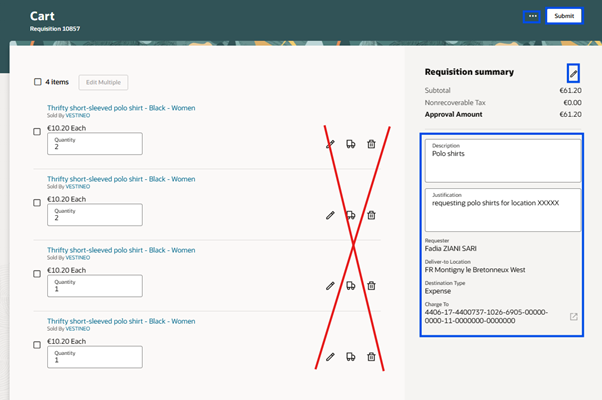 Cart
Requisition 10857
...
Submit
4 items
Edit Multiple
Thrifty short-sleeved polo shirt - Black - Women
Sold By VESTINEO
€10.20 Each
Quantity
2
Thrifty short-sleeved polo shirt - Black - Women
Sold By VESTINEO
€10.20 Each
Quantity
2
Thrifty short-sleeved polo shirt - Black - Women
Sold By VESTINEO
€10.20 Each
Quantity
1
Thrifty short-sleeved polo shirt - Black - Women
Sold By VESTINEO
€10.20 Each
Quantity
1
Requisition summary
Subtotal €61.20
Nonrecoverable Tax €0.00
Approval Amount €61.20
Description
Polo shirts
Justification
requesting polo shirts for location XXXXX
Requester
Fadia ZIANI SARI
Deliver-to Location
FR Montigny le Bretonneux West
Destination Type
Expense
Charge To
4406-17-4400737-1026-6905-00000-
0000-11-0000000-0000000